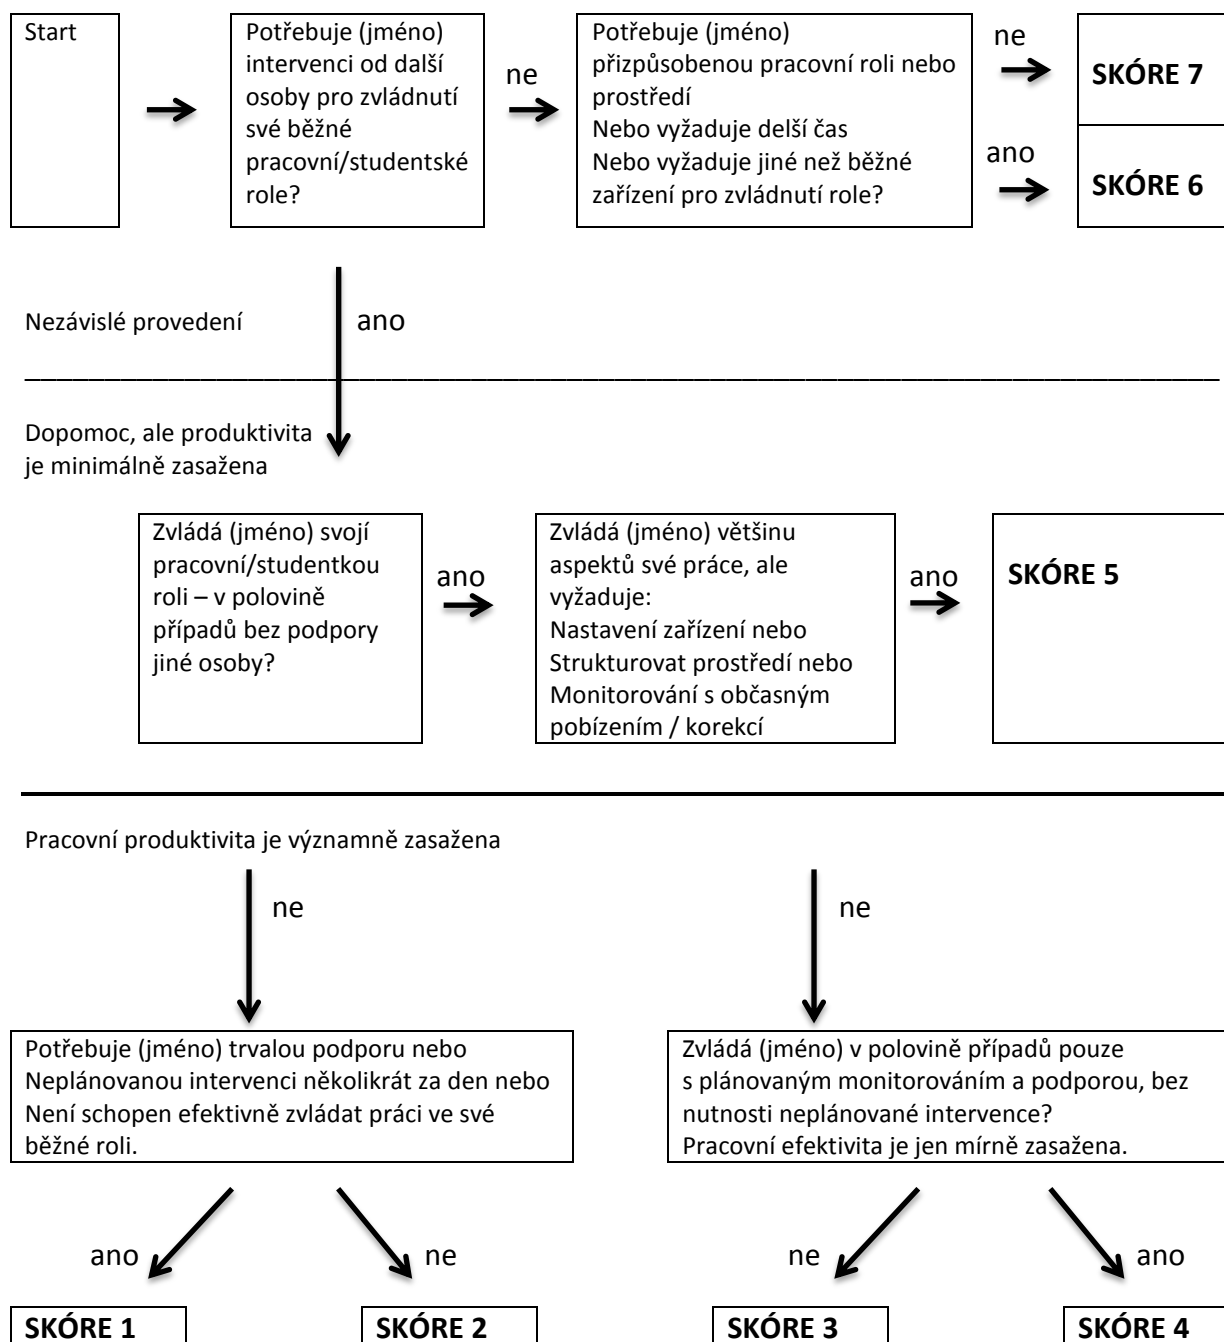 Start
Potřebuje (jméno)
intervenci od další
osoby pro zvládnutí
své běžné
pracovní/studentské
role?
ne
Potřebuje (jméno)
přizpůsobenou pracovní roli nebo
prostředí
Nebo vyžaduje delší čas
Nebo vyžaduje jiné než běžné
zařízení pro zvládnutí role?
ne
SKÓRE 7
ano
SKÓRE 6
Nezávislé provedení
ano
Dopomoc, ale produktivita
je minimálně zasažena
Zvládá (jméno) svojí
pracovní/studentkou
roli – v polovině
případů bez podpory
jiné osoby?
ano
Zvládá (jméno) většinu
aspektů své práce, ale
vyžaduje:
Nastavení zařízení nebo
Strukturovat prostředí nebo
Monitorování s občasným
pobízením / korekcí
ano
SKÓRE 5
Pracovní produktivita je významně zasažena
ne
ne
Potřebuje (jméno) trvalou podporu nebo
Neplánovanou intervenci několikrát za den nebo
Není schopen efektivně zvládat práci ve své
běžné roli.
Zvládá (jméno) v polovině případů pouze
s plánovaným monitorováním a podporou, bez
nutnosti neplánované intervence?
Pracovní efektivita je jen mírně zasažena.
ano
ne
ne
ano
SKÓRE 1
SKÓRE 2
SKÓRE 3
SKÓRE 4